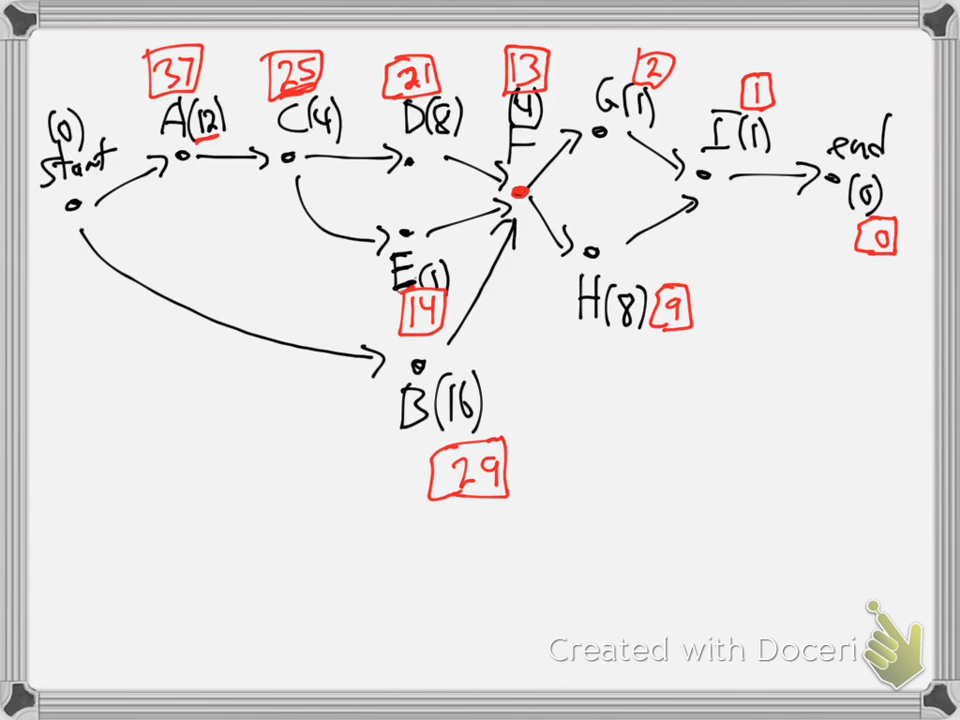 37
25
21
13
2
1
(0)
start
A(12)
C(4)
D(8)
F(4)
G(1)
I(1)
end
(0)
0
E(1)
14
H(8)
9
B(16)
29
Created with Doceri